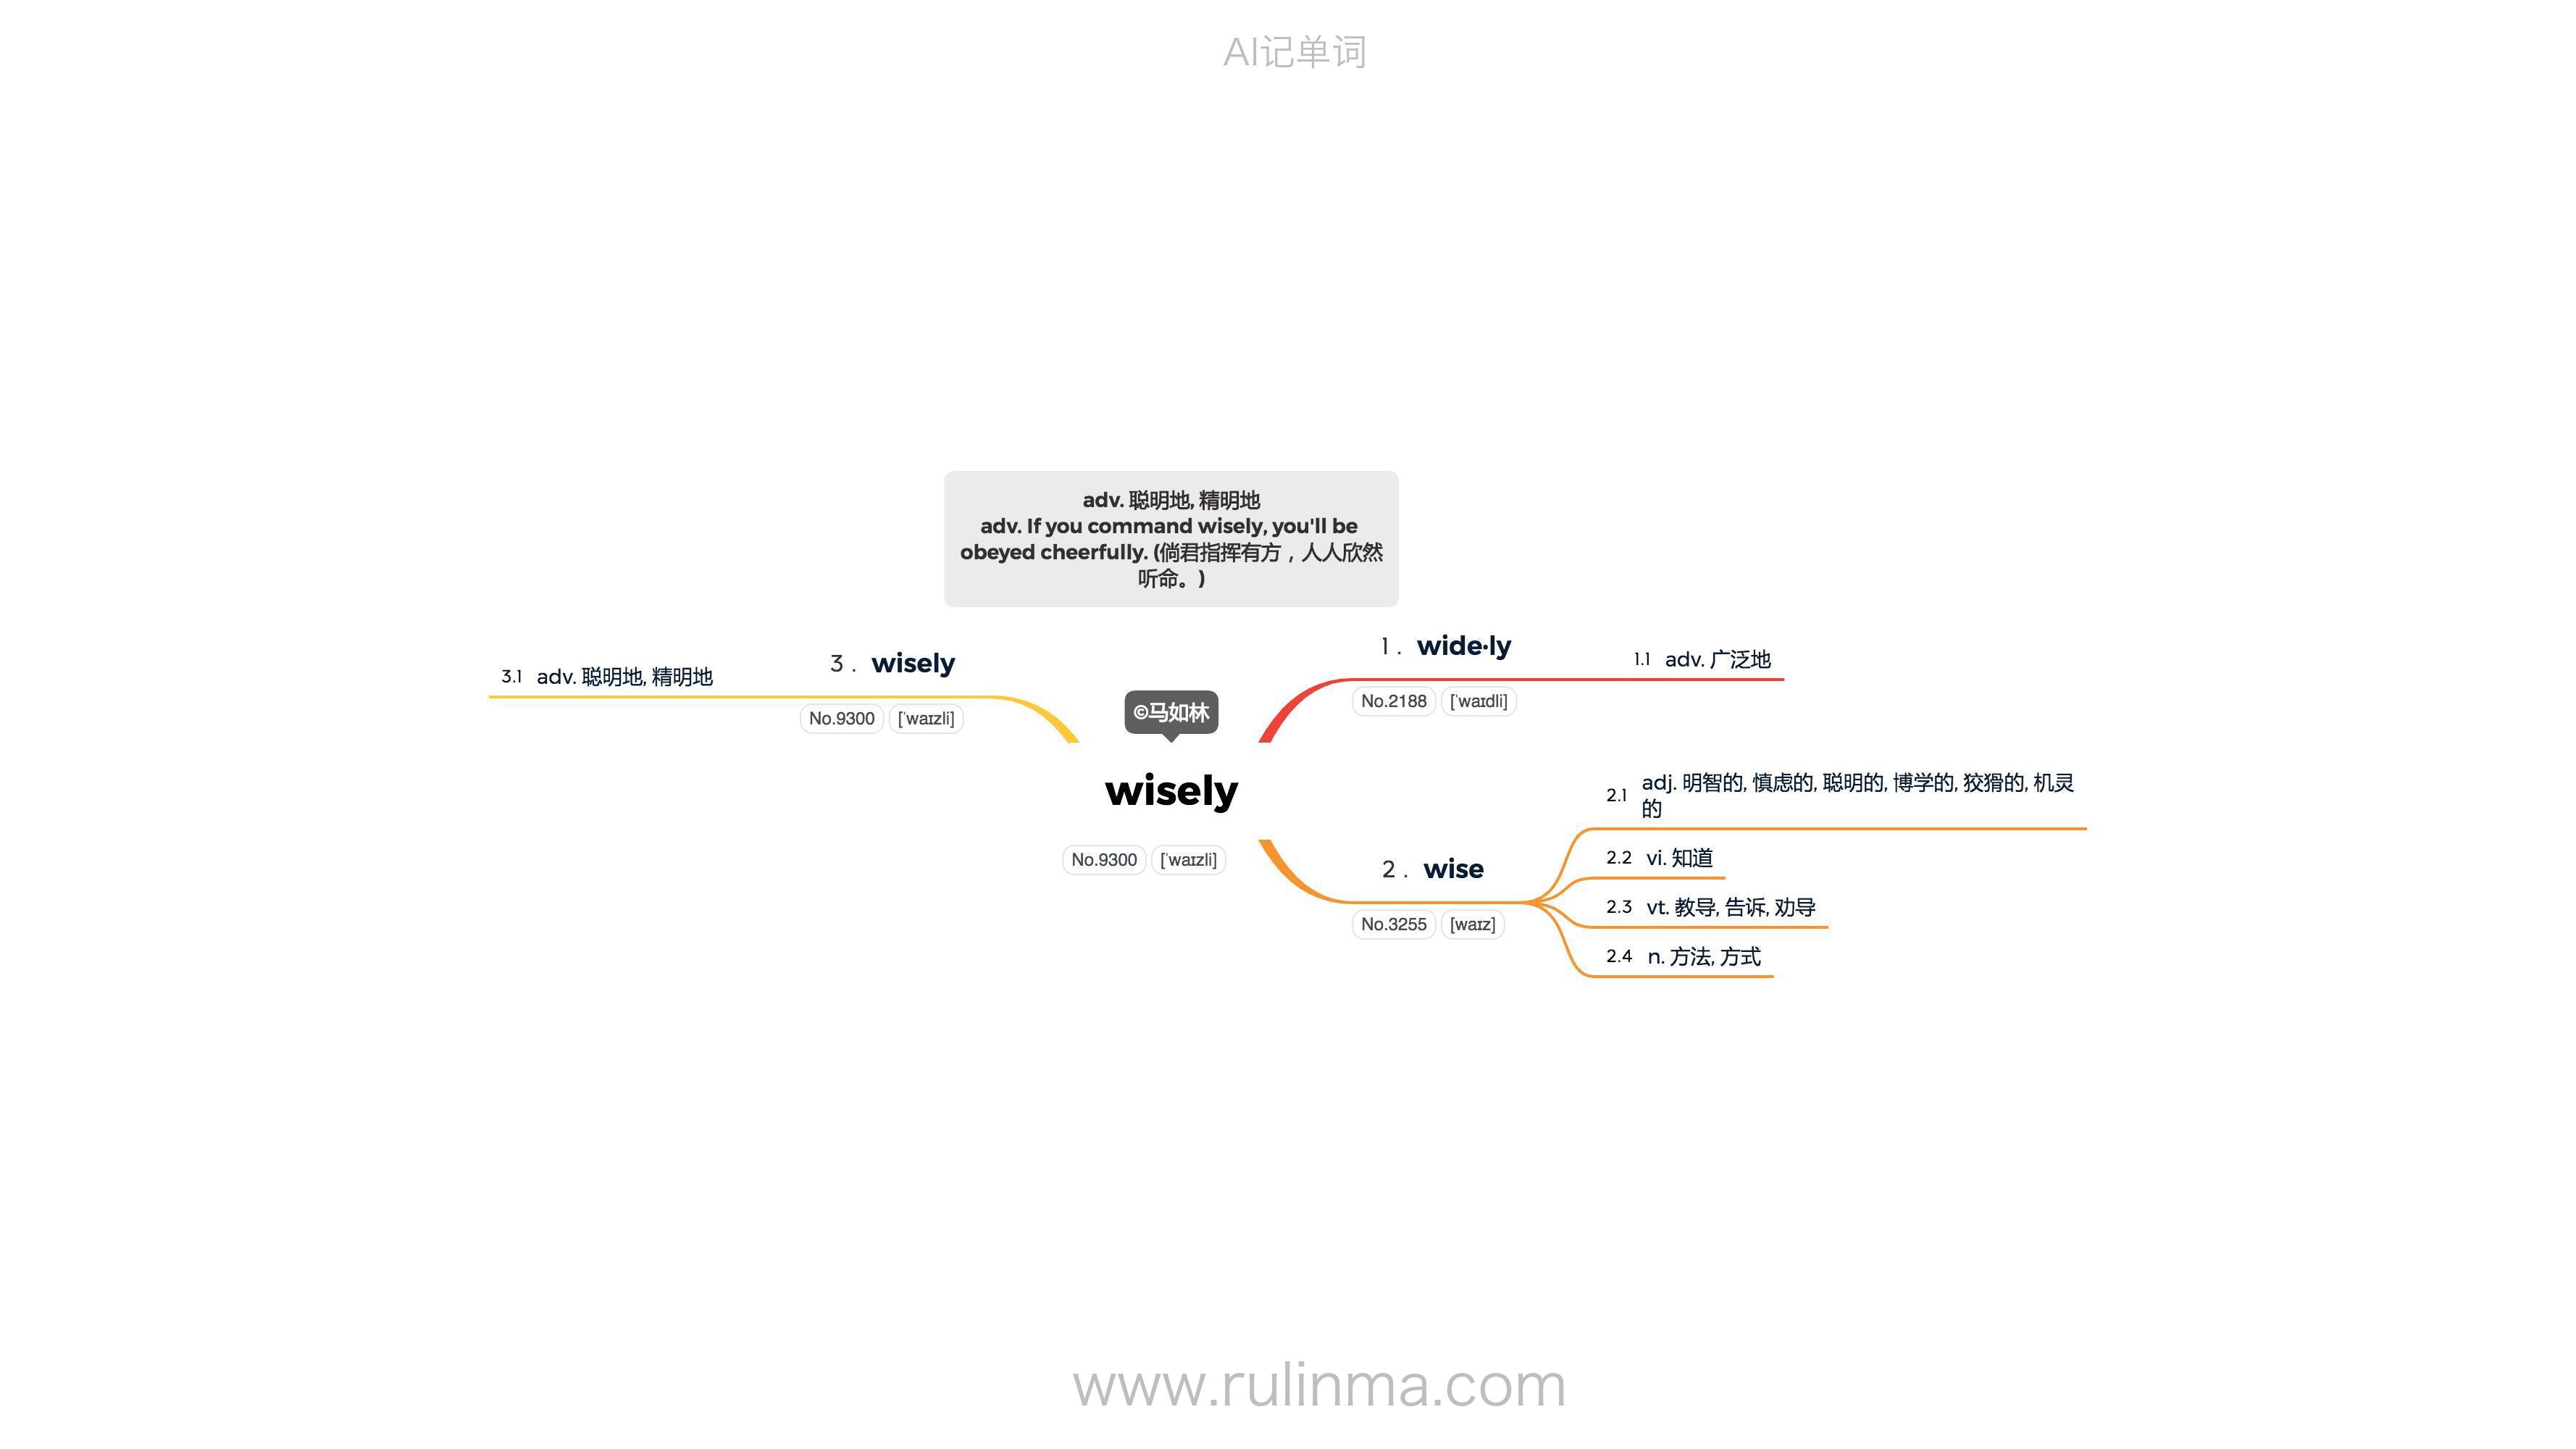 AI记单词
adv. 聪明地, 精明地
adv. If you command wisely, you'll be
obeyed cheerfully. (倘君指挥有方，人人欣然
听命。)
©马如林
wisely
No.9300 [ˈwaɪzli]
1 . wide·ly
No.2188 [ˈwaɪdli]
1.1 adv. 广泛地
2 . wise
No.3255 [waɪz]
2.1 adj. 明智的, 慎虑的, 聪明的, 博学的, 狡猾的, 机灵
的
2.2 vi. 知道
2.3 vt. 教导, 告诉, 劝导
2.4 n. 方法, 方式
3 . wisely
No.9300 [ˈwaɪzli]
3.1 adv. 聪明地, 精明地
www.rulinma.com